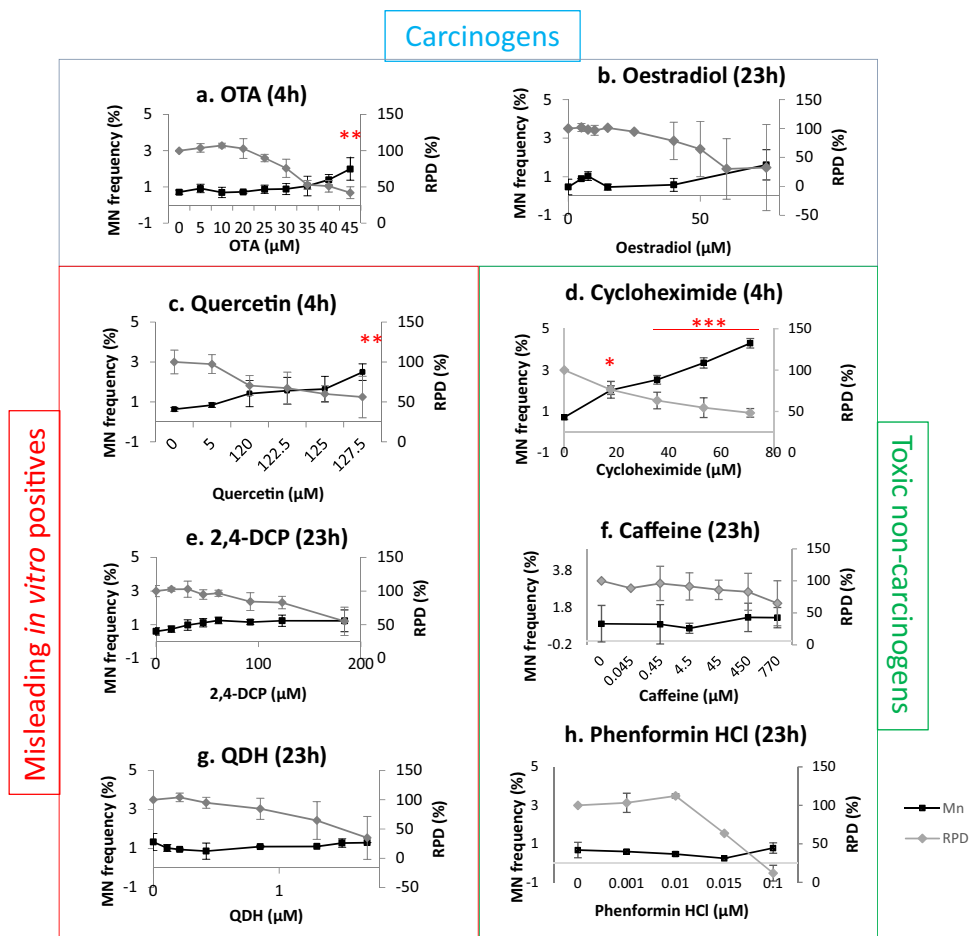 Carcinogens
a. OTA (4h)
MN frequency (%)
5
3
1
-1
**
150
100
50
0
RPD (%)
0 5 10 20 25 30 35 40 45
OTA (µM)
b. Oestradiol (23h)
MN frequency (%)
5
3
1
-1
150
100
50
0
-50
RPD (%)
0 50
Oestradiol (µM)
Misleading in vitro positives
c. Quercetin (4h)
MN frequency (%)
5
3
1
-1
**
150
100
50
0
RPD (%)
0 5 120 122.5 125 127.5
Quercetin (µM)
d. Cycloheximide (4h)
MN frequency (%)
5
3
1
-1
*
***
150
100
50
0
RPD (%)
0 20 40 60 80
Cycloheximide (µM)
Toxic non-carcinogens
e. 2,4-DCP (23h)
MN frequency (%)
5
3
1
-1
150
100
50
0
RPD (%)
0 100 200
2,4-DCP (µM)
f. Caffeine (23h)
MN frequency (%)
3.8
1.8
-0.2
150
100
50
0
RPD (%)
0 0.045 0.45 4.5 45 450 770
Caffeine (µM)
g. QDH (23h)
MN frequency (%)
5
3
1
-1
150
100
50
0
-50
RPD (%)
0 1
QDH (µM)
h. Phenformin HCl (23h)
MN frequency (%)
5
3
1
-1
150
100
50
0
RPD (%)
0 0.001 0.01 0.015 0.1
Phenformin HCl (µM)
Mn
RPD